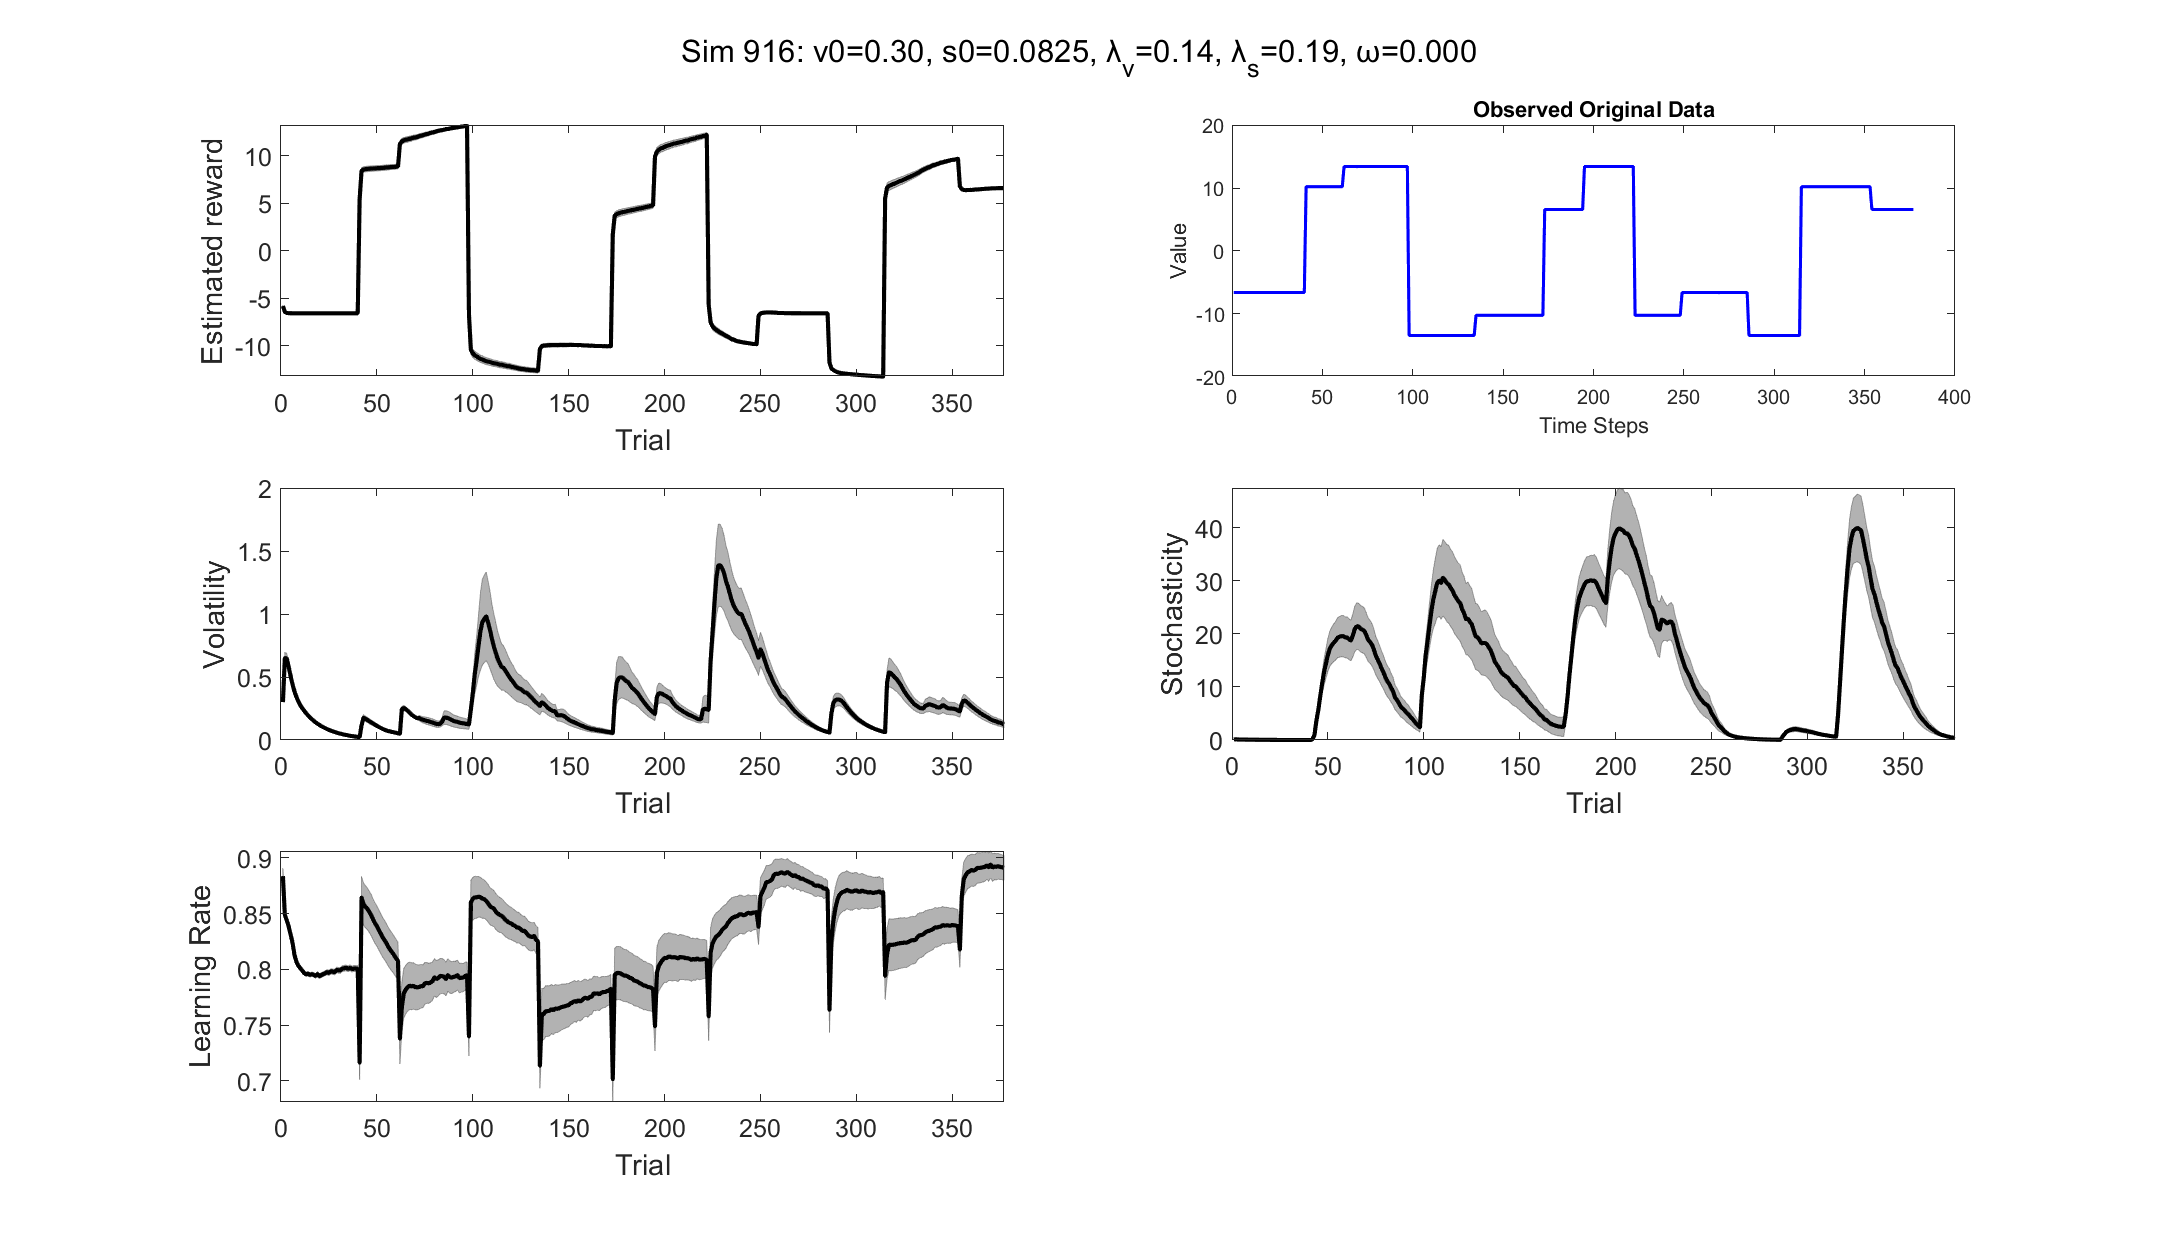 Sim 916: v0=0.30, s0=0.0825, λv=0.14, λs=0.19, ω=0.000
Estimated reward
10
5
0
-5
-10
0 50 100 150 200 250 300 350
Trial
Observed Original Data
Value
20
10
0
-10
-20
0 50 100 150 200 250 300 350 400
Time Steps
Volatility
2
1.5
1
0.5
0
0 50 100 150 200 250 300 350
Trial
Stochasticity
40
30
20
10
0
0 50 100 150 200 250 300 350
Trial
Learning Rate
0.9
0.85
0.8
0.75
0.7
0 50 100 150 200 250 300 350
Trial